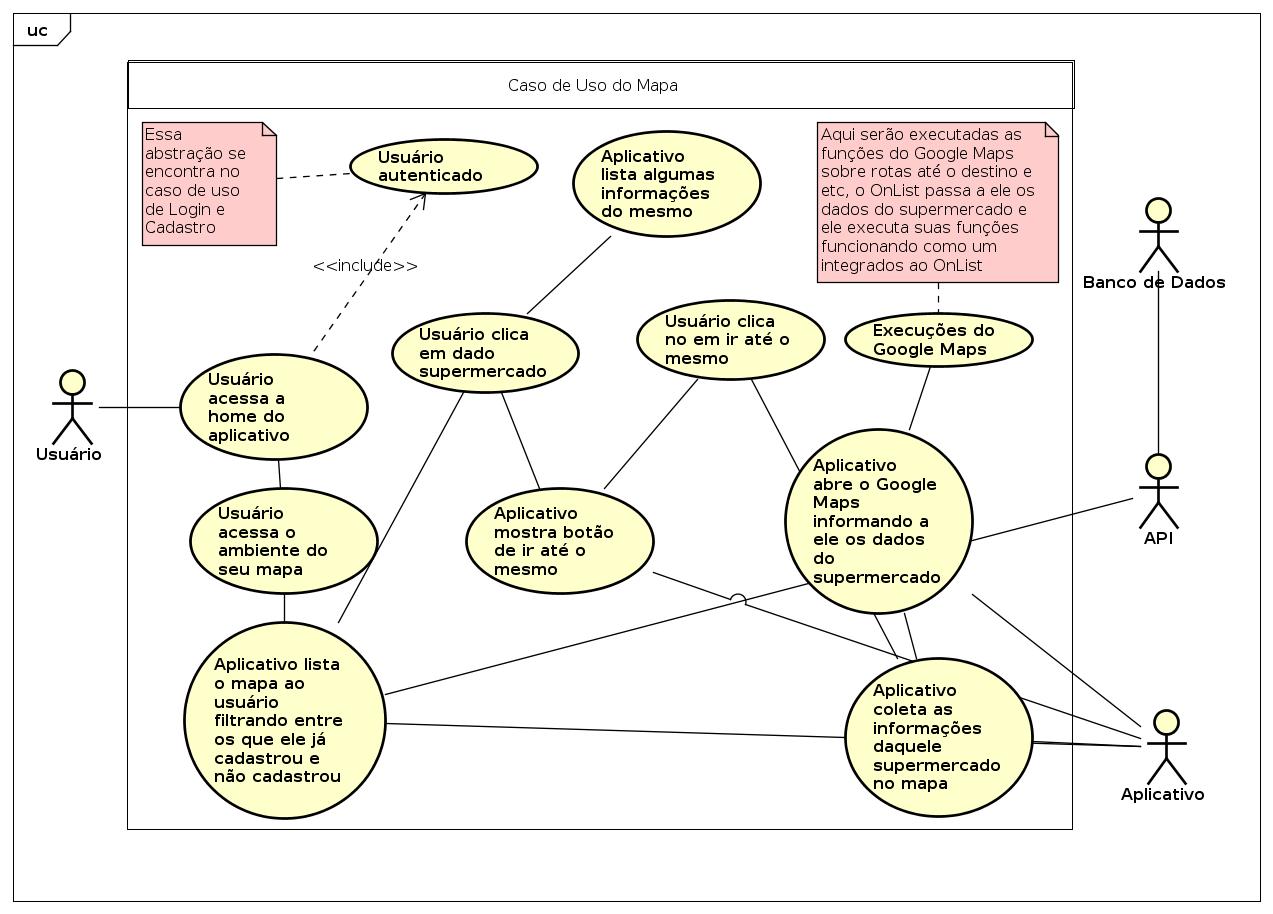 uc
Caso de Uso do Mapa
Essa
abstração se
encontra no
caso de uso
de Login e
Cadastro
Usuário
autenticado
Aplicativo
lista algumas
informações
do mesmo
Aqui serão executadas as
funções do Google Maps
sobre rotas até o destino e
etc, o OnList passa a ele os
dados do supermercado e
ele executa suas funções
funcionando como um
integrados ao OnList
Banco de Dados
<<include>>
Usuário clica
em dado
supermercado
Usuário clica
no em ir até o
mesmo
Execuções do
Google Maps
Usuário
Usuário
acessa a
home do
aplicativo
Usuário
acessa o
ambiente do
seu mapa
Aplicativo
mostra botão
de ir até o
mesmo
Aplicativo
abre o Google
Maps
informando a
ele os dados
do
supermercado
API
Aplicativo lista
o mapa ao
usuário
filtrando entre
os que ele já
cadastrou e
não cadastrou
Aplicativo
coleta as
informações
daquele
supermercado
no mapa
Aplicativo